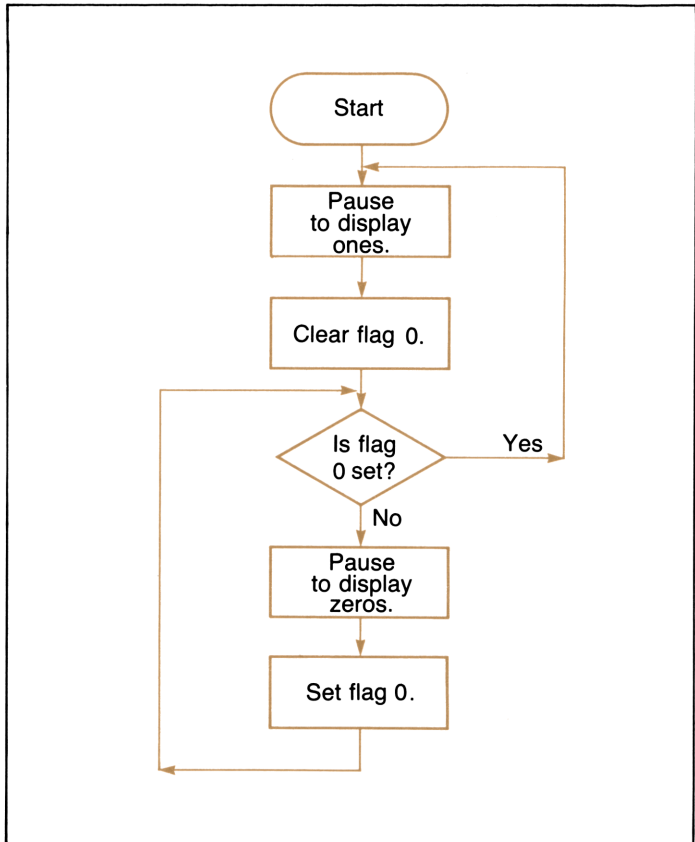 Start
Pause
to display
ones.
Clear flag 0.
Is flag
0 set?
Yes
No
Pause
to display
zeros.
Set flag 0.